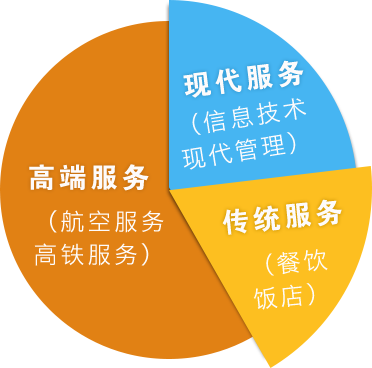 现代服务
（信息技术
现代管理）
高端服务
（航空服务
高铁服务）
传统服务
（餐饮
饭店）